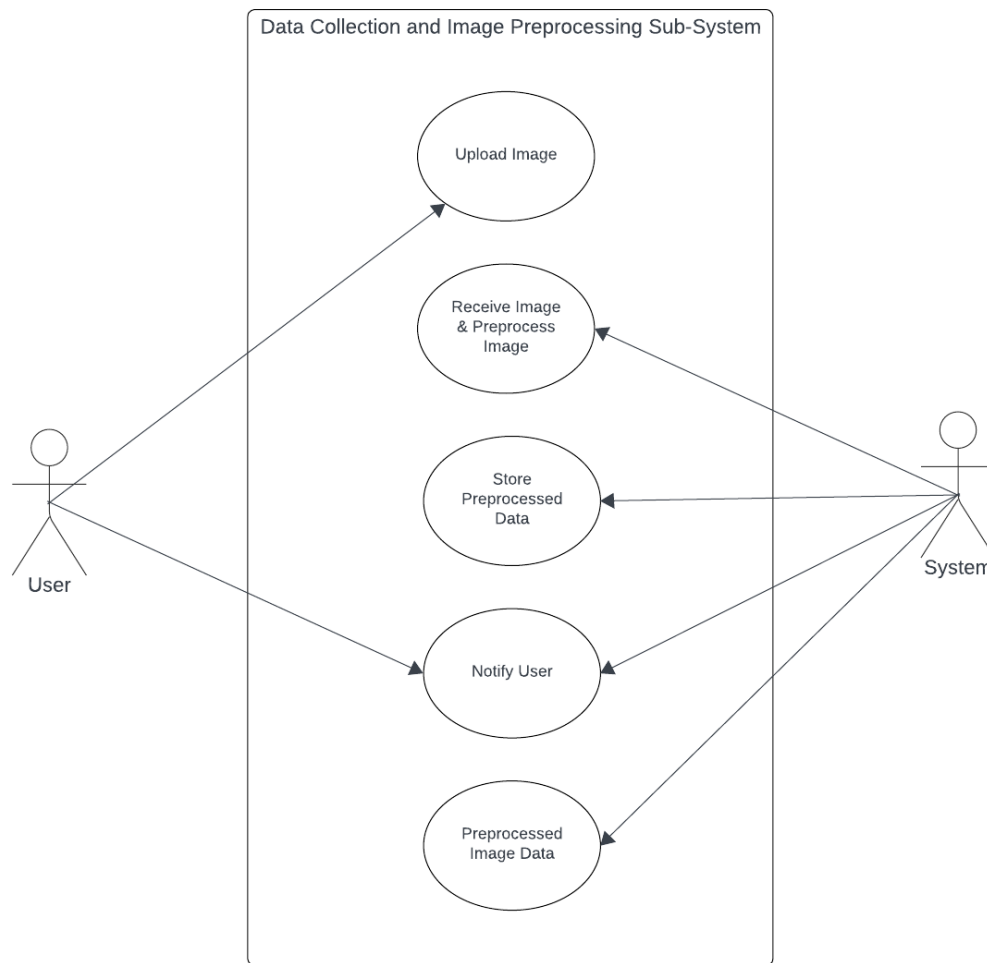 Data Collection and Image Preprocessing Sub-System
Upload Image
Receive Image
& Preprocess
Image
Store
Preprocessed
Data
User
System
Notify User
Preprocessed
Image Data